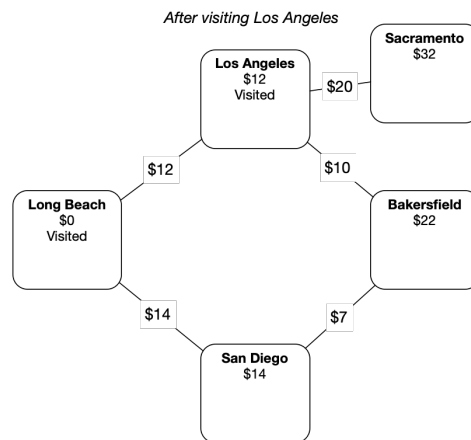 After visiting Los Angeles
Sacramento
$32
Los Angeles
$12
Visited
$20
$12
$10
Long Beach
$0
Visited
Bakersfield
$22
$14
$7
San Diego
$14